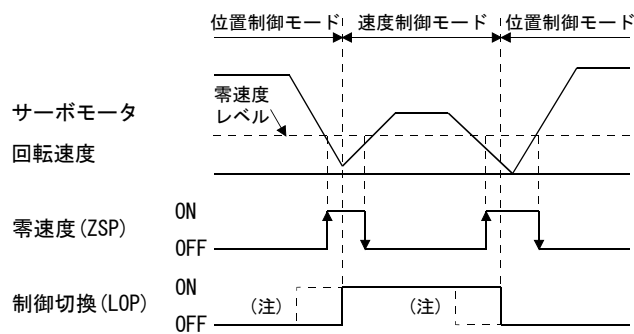 位置制御モード 速度制御モード 位置制御モード
零速度
レベル
サーボモータ
回転速度
零速度(ZSP)
ON
OFF
制御切換(LOP)
ON
OFF
(注) (注)